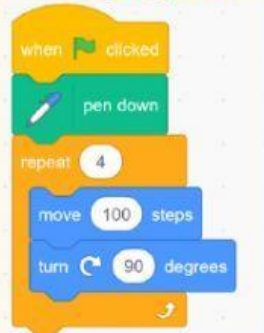 when clicked
pen down
repeat 4
move 100 steps
turn 90 degrees